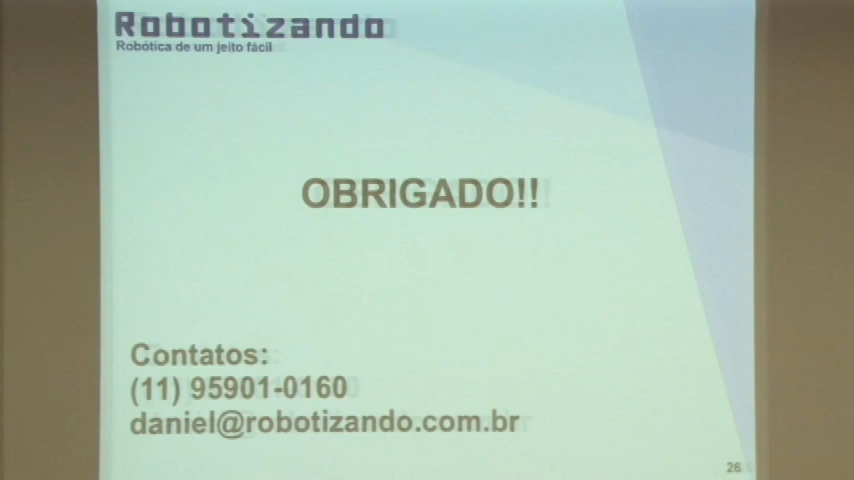 Robotizando
Robótica de um jeito fácil
OBRIGADO!!
Contatos:
(11) 95901-0160
daniel@robotizando.com.br
26